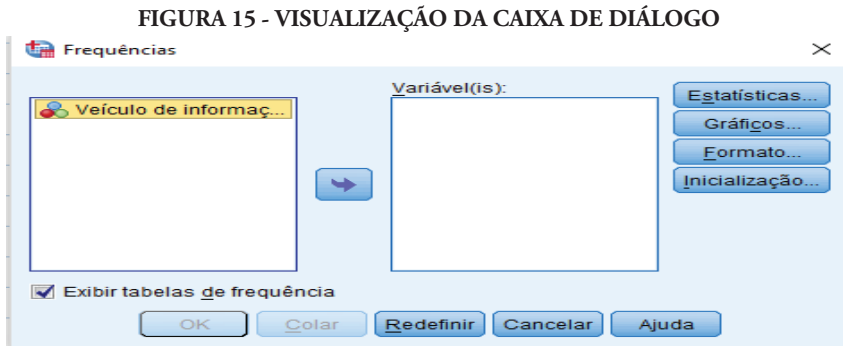 FIGURA 15 - VISUALIZAÇÃO DA CAIXA DE DIÁLOGO
Frequências
Veículo de informaç...
Variável(is):
Estatísticas...
Gráficos...
Formato...
Inicialização...
Exibir tabelas de frequência
OK Colar Redefinir Cancelar Ajuda